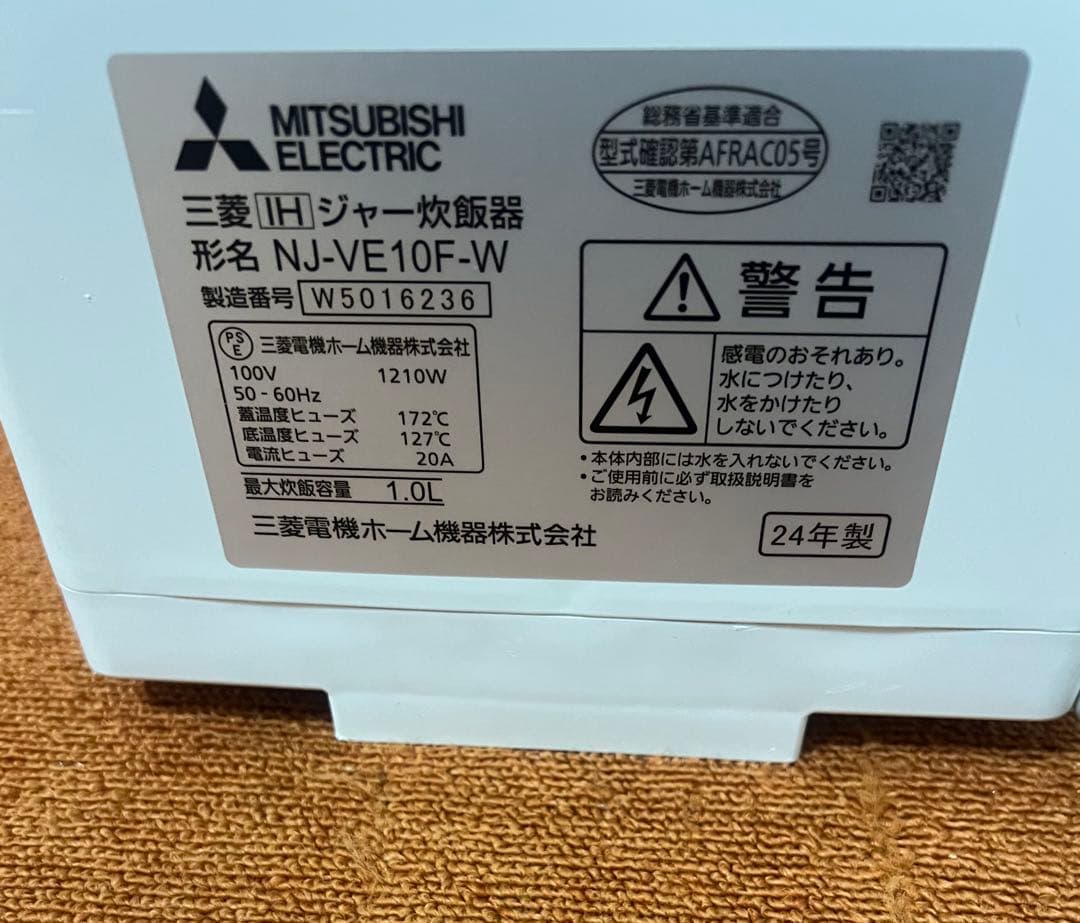 MITSUBISHI
ELECTRIC
三菱IHジャー炊飯器
形名 NJ-VE10F-W
製造番号 W5016236
PS
E 三菱電機ホーム機器株式会社
100V 1210W
50-60Hz
蓋温度ヒューズ 172℃
底温度ヒューズ 127℃
電流ヒューズ 20A
最大炊飯容量 1.0L
三菱電機ホーム機器株式会社
総務省基準適合
型式確認第AFRAC05号
三菱電機ホーム機器株式会社
警告
感電のおそれあり。
水につけたり、
水をかけたり
しないでください。
・本体内部には水を入れないでください。
・ご使用前に必ず取扱説明書を
お読みください。
24年製